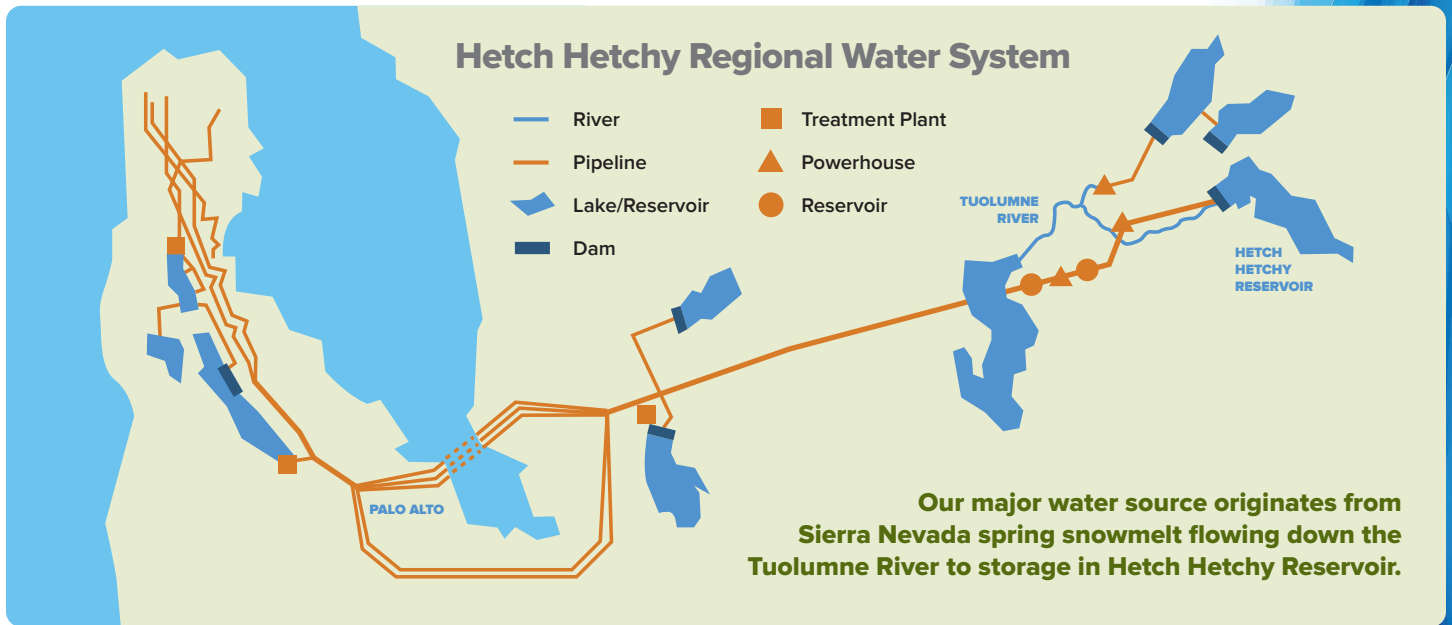 Hetch Hetchy Regional Water System
River
Pipeline
Lake/Reservoir
Dam
Treatment Plant
Powerhouse
Reservoir
TUOLUMNE
RIVER
HETCH
HETCHY
RESERVOIR
PALO ALTO
Our major water source originates from
Sierra Nevada spring snowmelt flowing down the
Tuolumne River to storage in Hetch Hetchy Reservoir.